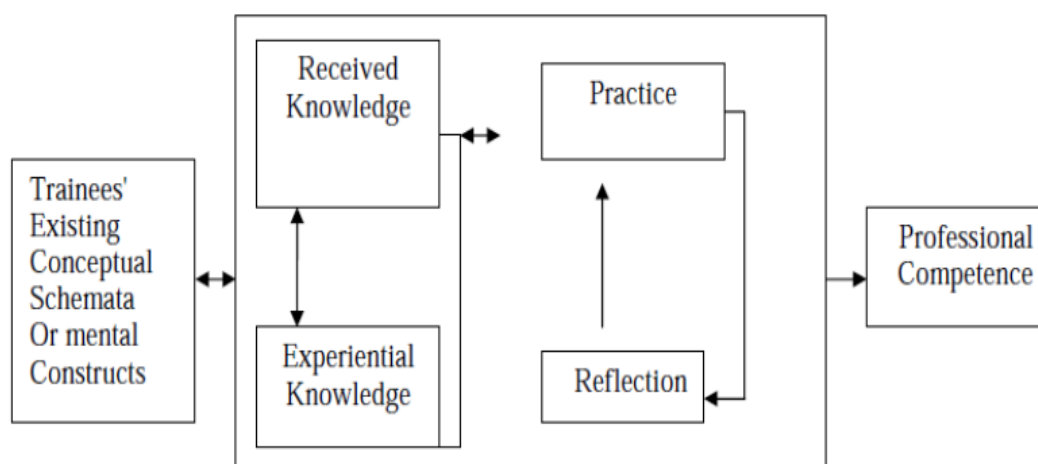 Trainees'
Existing
Conceptual
Schemata
Or mental
Constructs
Received
Knowledge
Experiential
Knowledge
Practice
Reflection
Professional
Competence